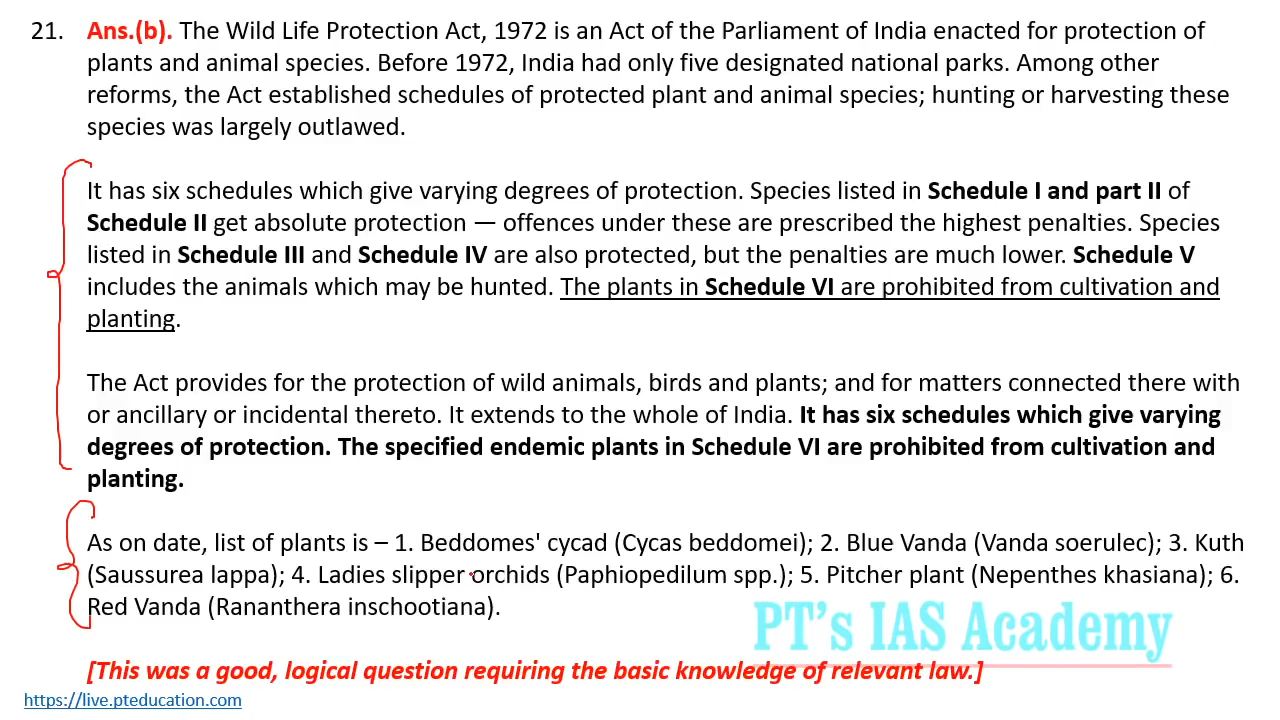 21. Ans.(b). The Wild Life Protection Act, 1972 is an Act of the Parliament of India enacted for protection of
plants and animal species. Before 1972, India had only five designated national parks. Among other
reforms, the Act established schedules of protected plant and animal species; hunting or harvesting these
species was largely outlawed.
It has six schedules which give varying degrees of protection. Species listed in Schedule I and part II of
Schedule II get absolute protection — offences under these are prescribed the highest penalties. Species
listed in Schedule III and Schedule IV are also protected, but the penalties are much lower. Schedule V
includes the animals which may be hunted. The plants in Schedule VI are prohibited from cultivation and
planting.
The Act provides for the protection of wild animals, birds and plants; and for matters connected there with
or ancillary or incidental thereto. It extends to the whole of India. It has six schedules which give varying
degrees of protection. The specified endemic plants in Schedule VI are prohibited from cultivation and
planting.
As on date, list of plants is – 1. Beddomes' cycad (Cycas beddomei); 2. Blue Vanda (Vanda soerulec); 3. Kuth
(Saussurea lappa); 4. Ladies slipper orchids (Paphiopedilum spp.); 5. Pitcher plant (Nepenthes khasiana); 6.
Red Vanda (Rananthera inschootiana).
PT's IAS Academy
[This was a good, logical question requiring the basic knowledge of relevant law.]
https://live.pteducation.com